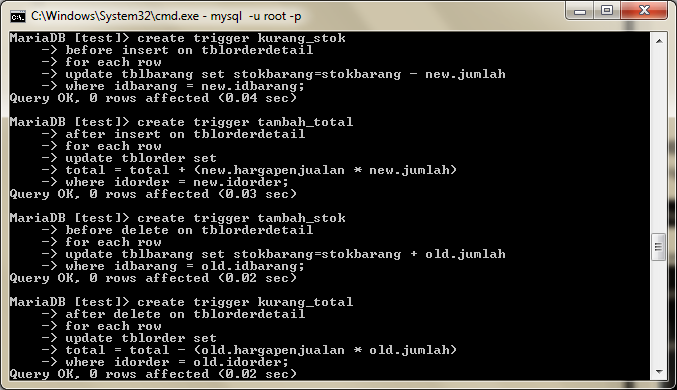 C:\Windows\System32\cmd.exe - mysql -u root -p
MariaDB [test]> create trigger kurang_stok
-> before insert on tblorderdetail
-> for each row
-> update tblbarang set stokbarang=stokbarang - new.jumlah
-> where idbarang = new.idbarang;
Query OK, 0 rows affected (0.04 sec)
MariaDB [test]> create trigger tambah_total
-> after insert on tblorderdetail
-> for each row
-> update tblorder set
-> total = total + (new.hargapenjualan * new.jumlah)
-> where idorder = new.idorder;
Query OK, 0 rows affected (0.03 sec)
MariaDB [test]> create trigger tambah_stok
-> before delete on tblorderdetail
-> for each row
-> update tblbarang set stokbarang=stokbarang + old.jumlah
-> where idbarang = old.idbarang;
Query OK, 0 rows affected (0.02 sec)
MariaDB [test]> create trigger kurang_total
-> after delete on tblorderdetail
-> for each row
-> update tblorder set
-> total = total - (old.hargapenjualan * old.jumlah)
-> where idorder = old.idorder;
Query OK, 0 rows affected (0.02 sec)